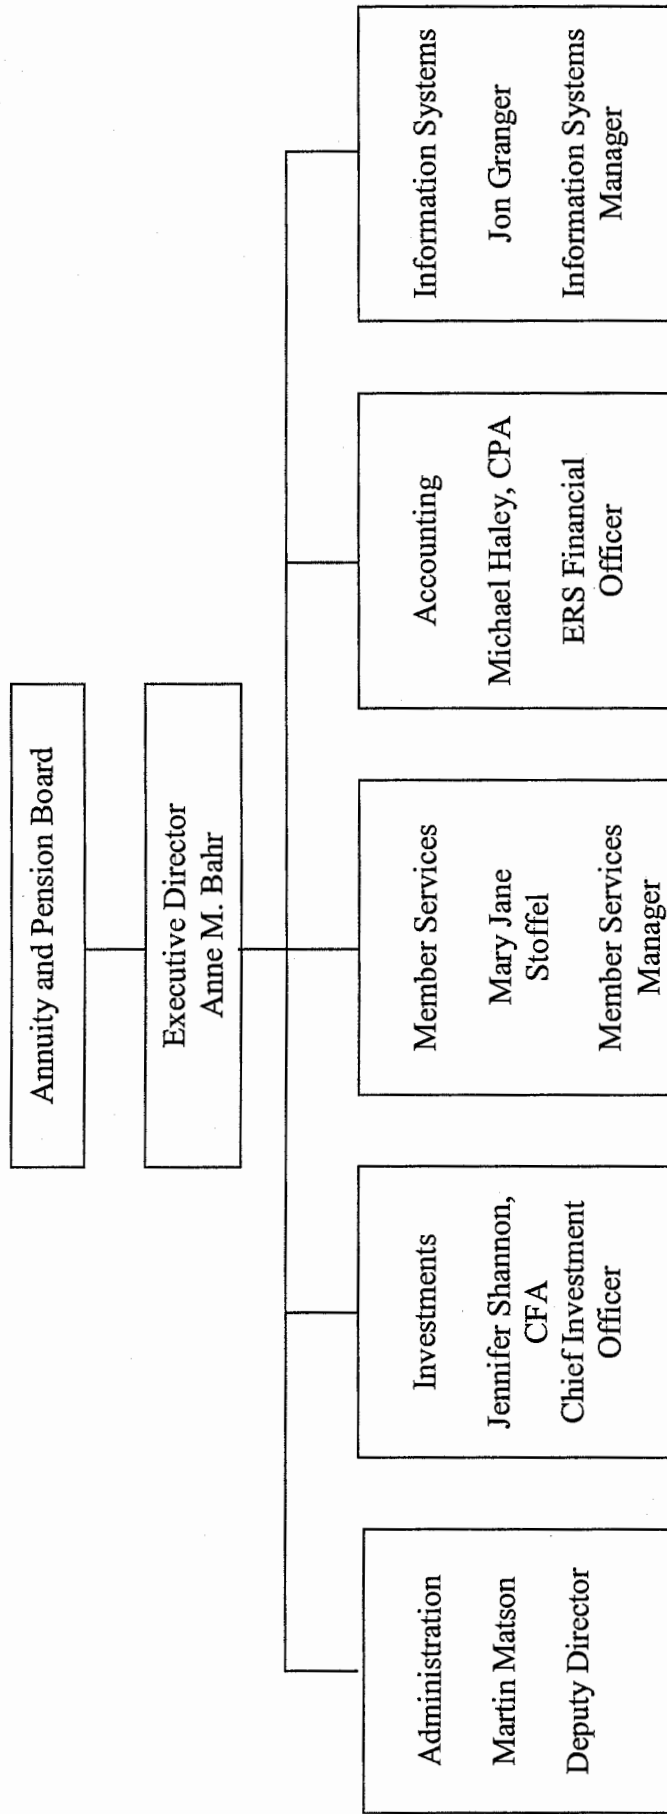 Annuity and Pension Board
Executive Director
Anne M. Bahr
Administration
Martin Matson
Deputy Director
Investments
Jennifer Shannon,
CFA
Chief Investment
Officer
Member Services
Mary Jane
Stoffel
Member Services
Manager
Accounting
Michael Haley, CPA
ERS Financial
Officer
Information Systems
Jon Granger
Information Systems
Manager